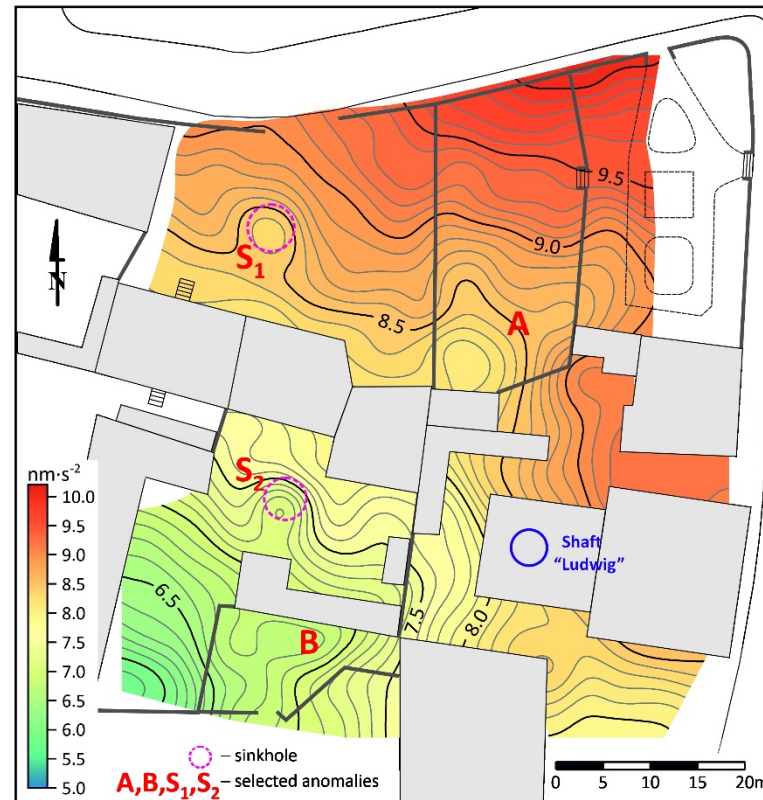 9.5
9.0
S₁
N
A
8.5
S₂
nm·s⁻²
10.0
9.5
9.0
8.5
8.0
7.5
7.0
6.5
6.0
5.5
5.0
Shaft
"Ludwig"
6.5
7.5
8.0
B
– sinkhole
A,B,S₁,S₂ – selected anomalies
0 5 10 15 20m